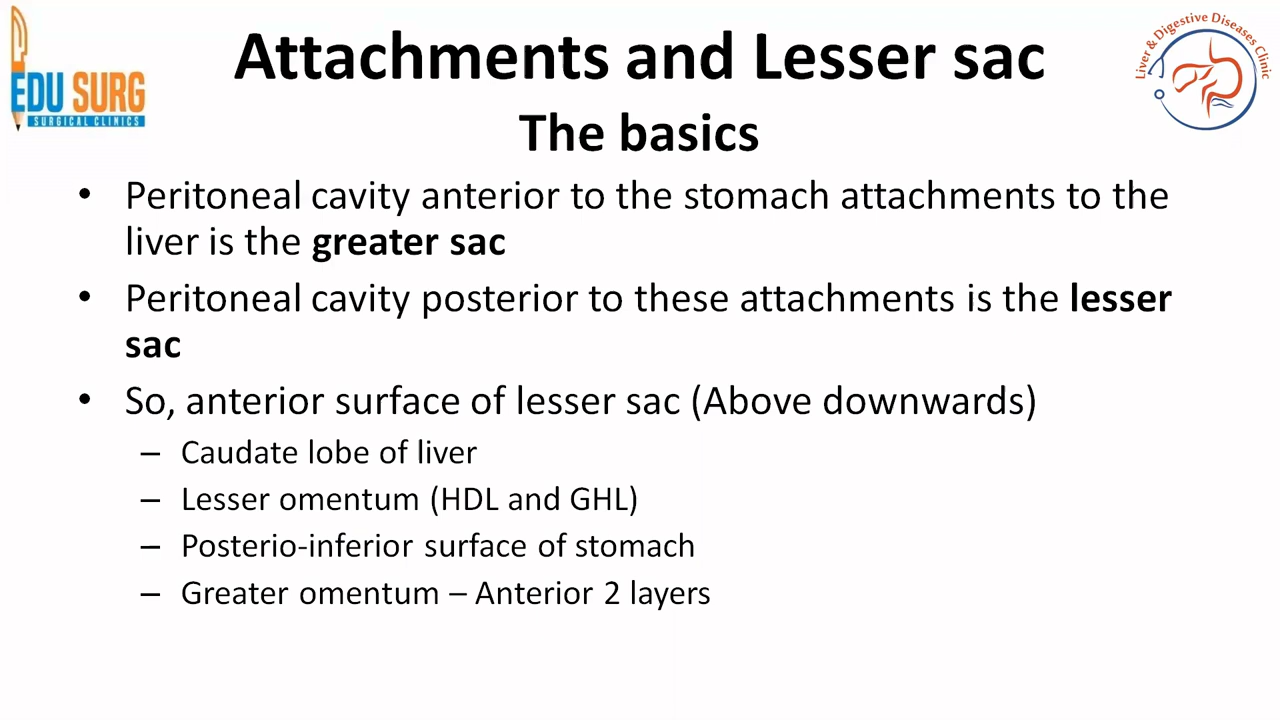 EDU SURG
SURGICAL CLINICS
Attachments and Lesser sac
Liver & Digestive Diseases Clinic
The basics
• Peritoneal cavity anterior to the stomach attachments to the
liver is the greater sac
• Peritoneal cavity posterior to these attachments is the lesser
sac
• So, anterior surface of lesser sac (Above downwards)
– Caudate lobe of liver
– Lesser omentum (HDL and GHL)
– Posterio-inferior surface of stomach
– Greater omentum – Anterior 2 layers